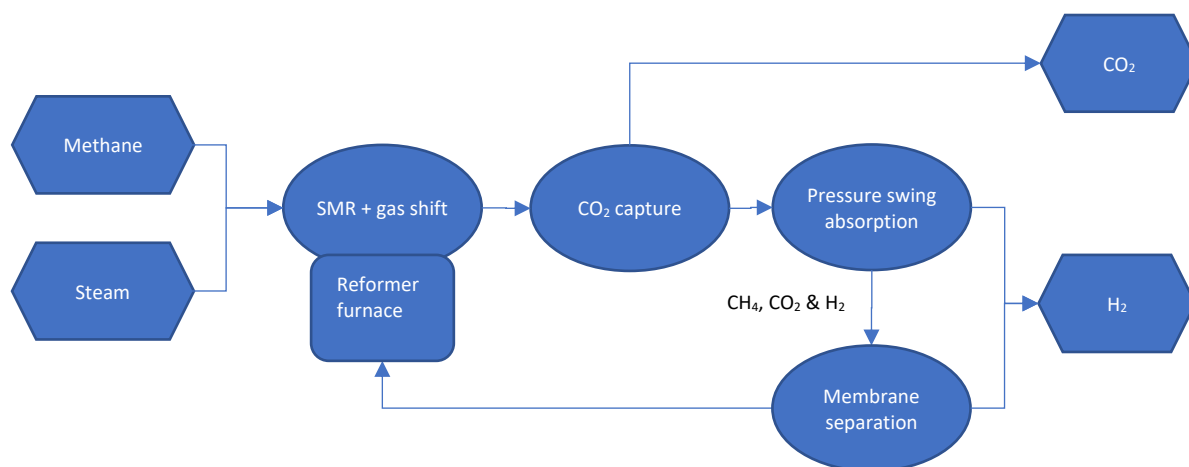 CO₂
Methane
SMR + gas shift
CO₂ capture
Pressure swing
absorption
Steam
Reformer
furnace
CH₄, CO₂ & H₂
H₂
Membrane
separation